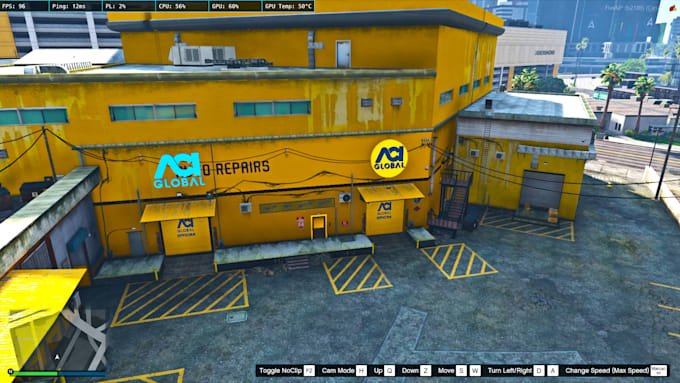 FPS: 96
Ping: 12ms
PL: 2%
CPU: 56%
GPU: 60%
GPU Temp: 50°C
ACI
GLOBAL
O REPAIRS
ACI
GLOBAL
ACI
GLOBAL
ACI
GLOBAL
Toggle NoClip F2 Cam Mode H Up Q Down Z Move S W Turn Left/Right D A Change Speed (Max Speed)